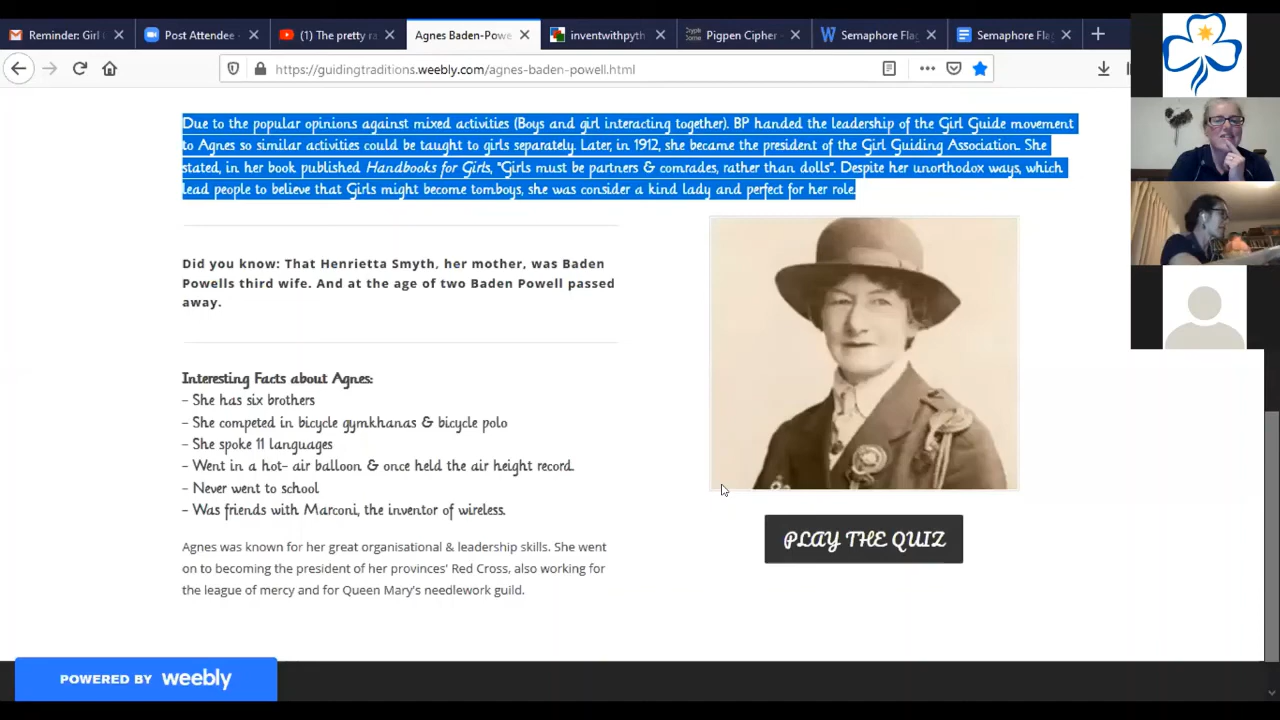 Reminder: Girl
Post Attendee -
(1) The pretty ra
Agnes Baden-Powe
inventwithpyth
Pigpen Cipher -
Semaphore Flag
Semaphore Flag
https://guidingtraditions.weebly.com/agnes-baden-powell.html
Due to the popular opinions against mixed activities (Boys and girl interacting together). BP handed the leadership of the Girl Guide movement
to Agnes so similar activities could be taught to girls separately. Later, in 1912, she became the president of the Girl Guiding Association. She
stated, in her book published Handbooks for Girls, "Girls must be partners & comrades, rather than dolls". Despite her unorthodox ways, which
lead people to believe that Girls might become tomboys, she was consider a kind lady and perfect for her role.
Did you know: That Henrietta Smyth, her mother, was Baden
Powells third wife. And at the age of two Baden Powell passed
away.
Interesting Facts about Agnes:
- She has six brothers
- She competed in bicycle gymkhanas & bicycle polo
- She spoke 11 languages
- Went in a hot- air balloon & once held the air height record.
- Never went to school
- Was friends with Marconi, the inventor of wireless.
Agnes was known for her great organisational & leadership skills. She went
on to becoming the president of her provinces' Red Cross, also working for
the league of mercy and for Queen Mary's needlework guild.
PLAY THE QUIZ
POWERED BY weebly